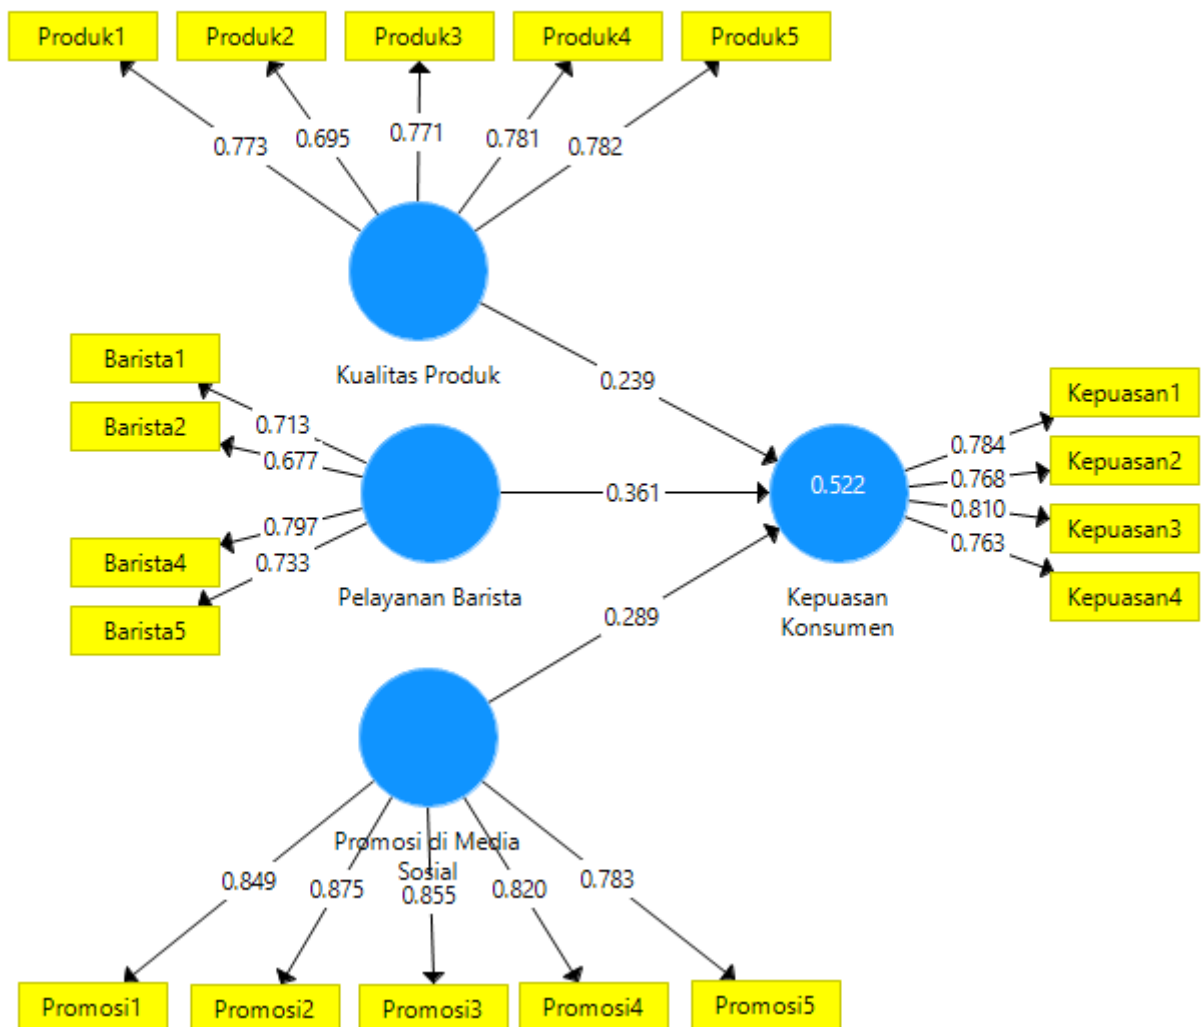 Produk1
Produk2
Produk3
Produk4
Produk5
0.773
0.695
0.771
0.781
0.782
Kualitas Produk
0.239
Barista1
Barista2
Barista4
Barista5
0.713
0.677
0.797
0.733
Pelayanan Barista
0.361
0.522
Kepuasan
Konsumen
0.784
0.768
0.810
0.763
Kepuasan1
Kepuasan2
Kepuasan3
Kepuasan4
0.289
Promosi di Media
Sosial
0.849
0.875
0.855
0.820
0.783
Promosi1
Promosi2
Promosi3
Promosi4
Promosi5